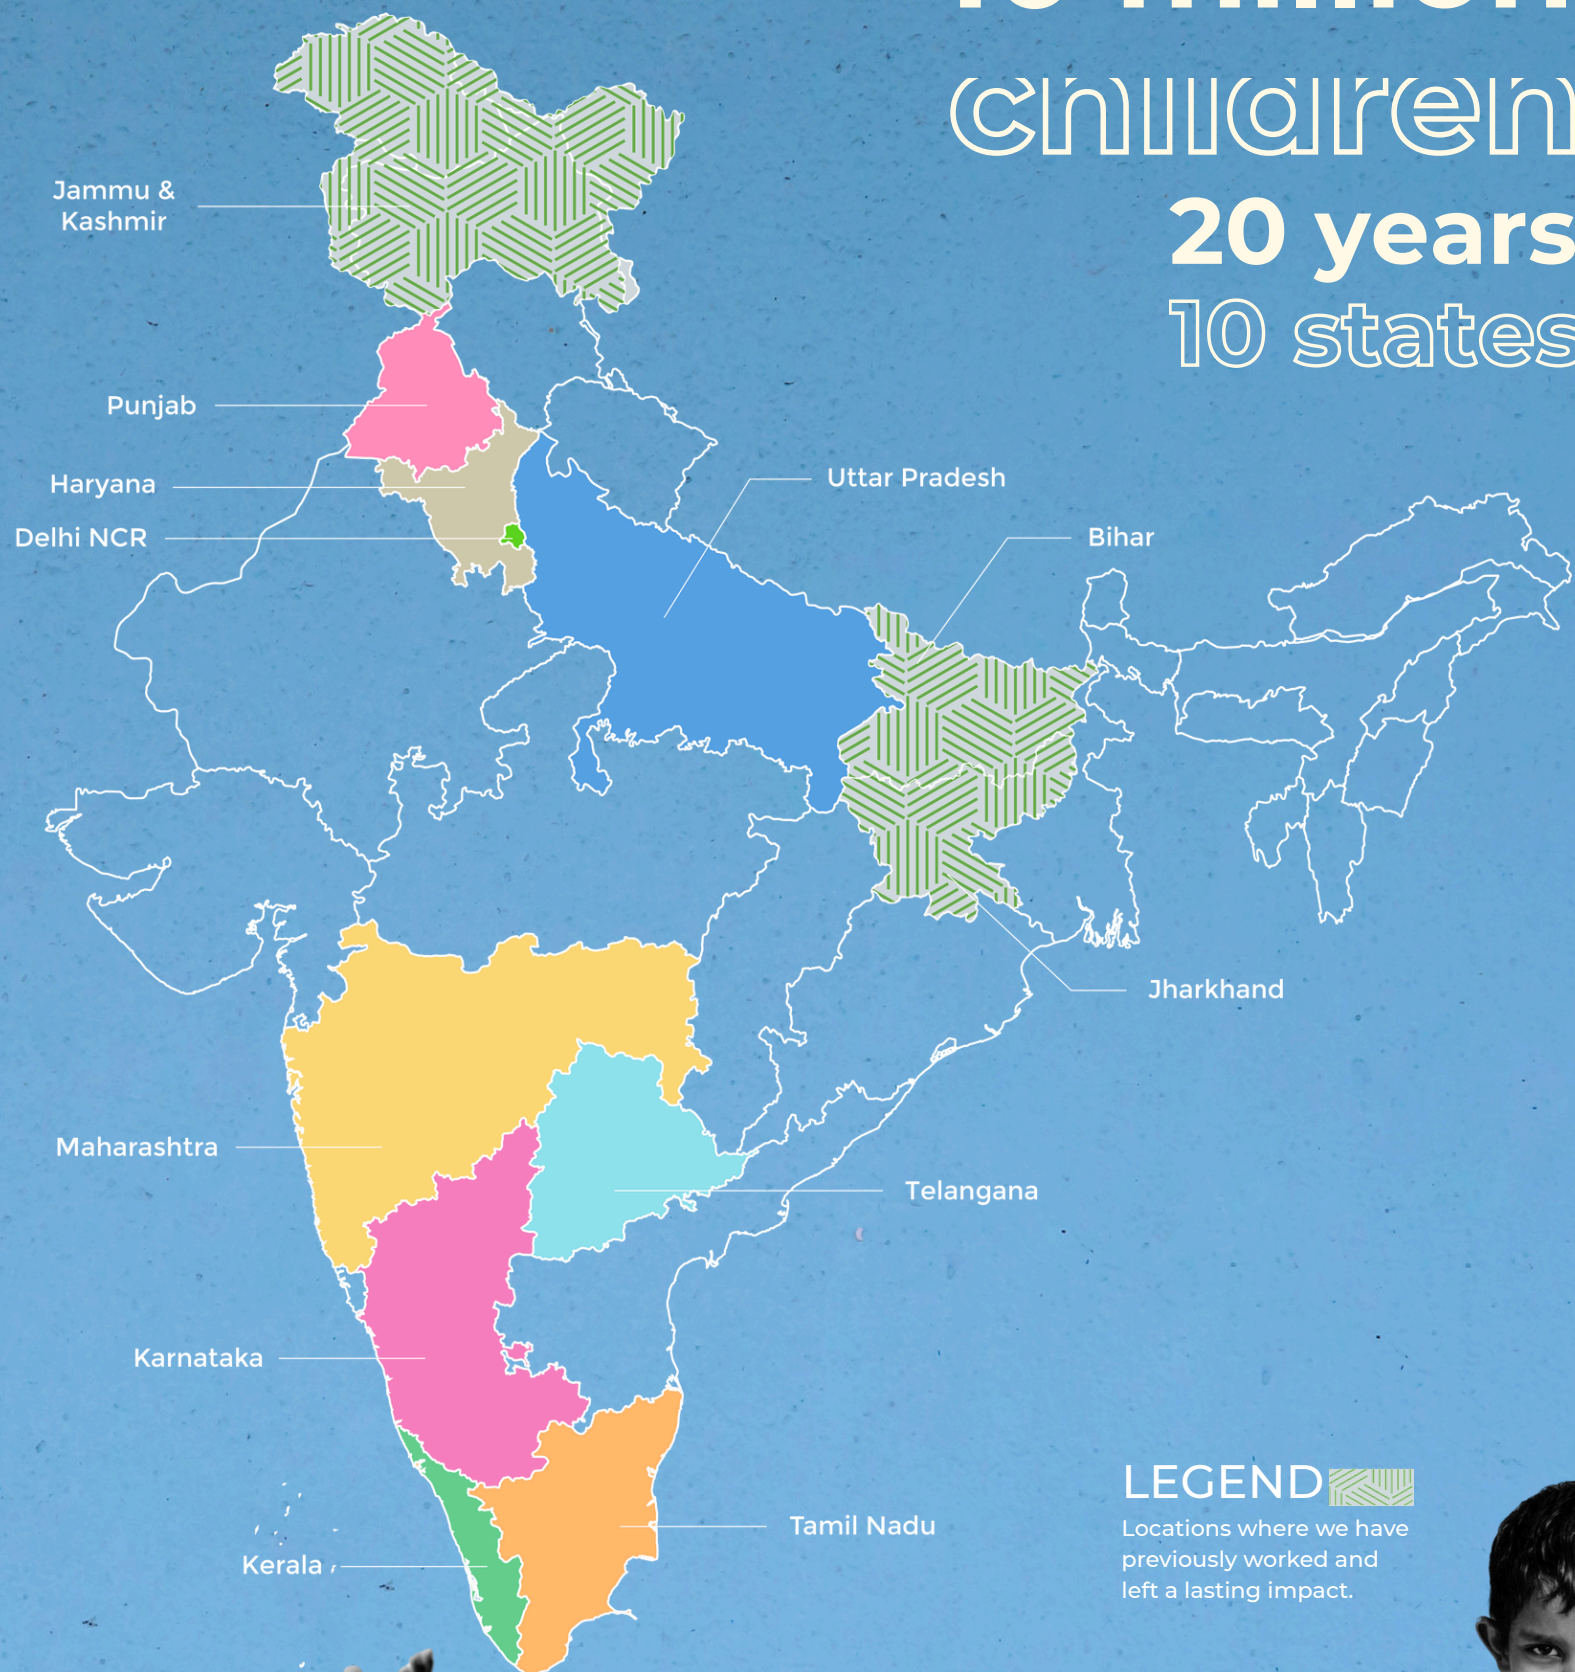 children
20 years
10 states
Jammu &
Kashmir
Punjab
Haryana
Delhi NCR
Uttar Pradesh
Bihar
Jharkhand
Maharashtra
Telangana
Karnataka
Tamil Nadu
Kerala
LEGEND
Locations where we have
previously worked and
left a lasting impact.